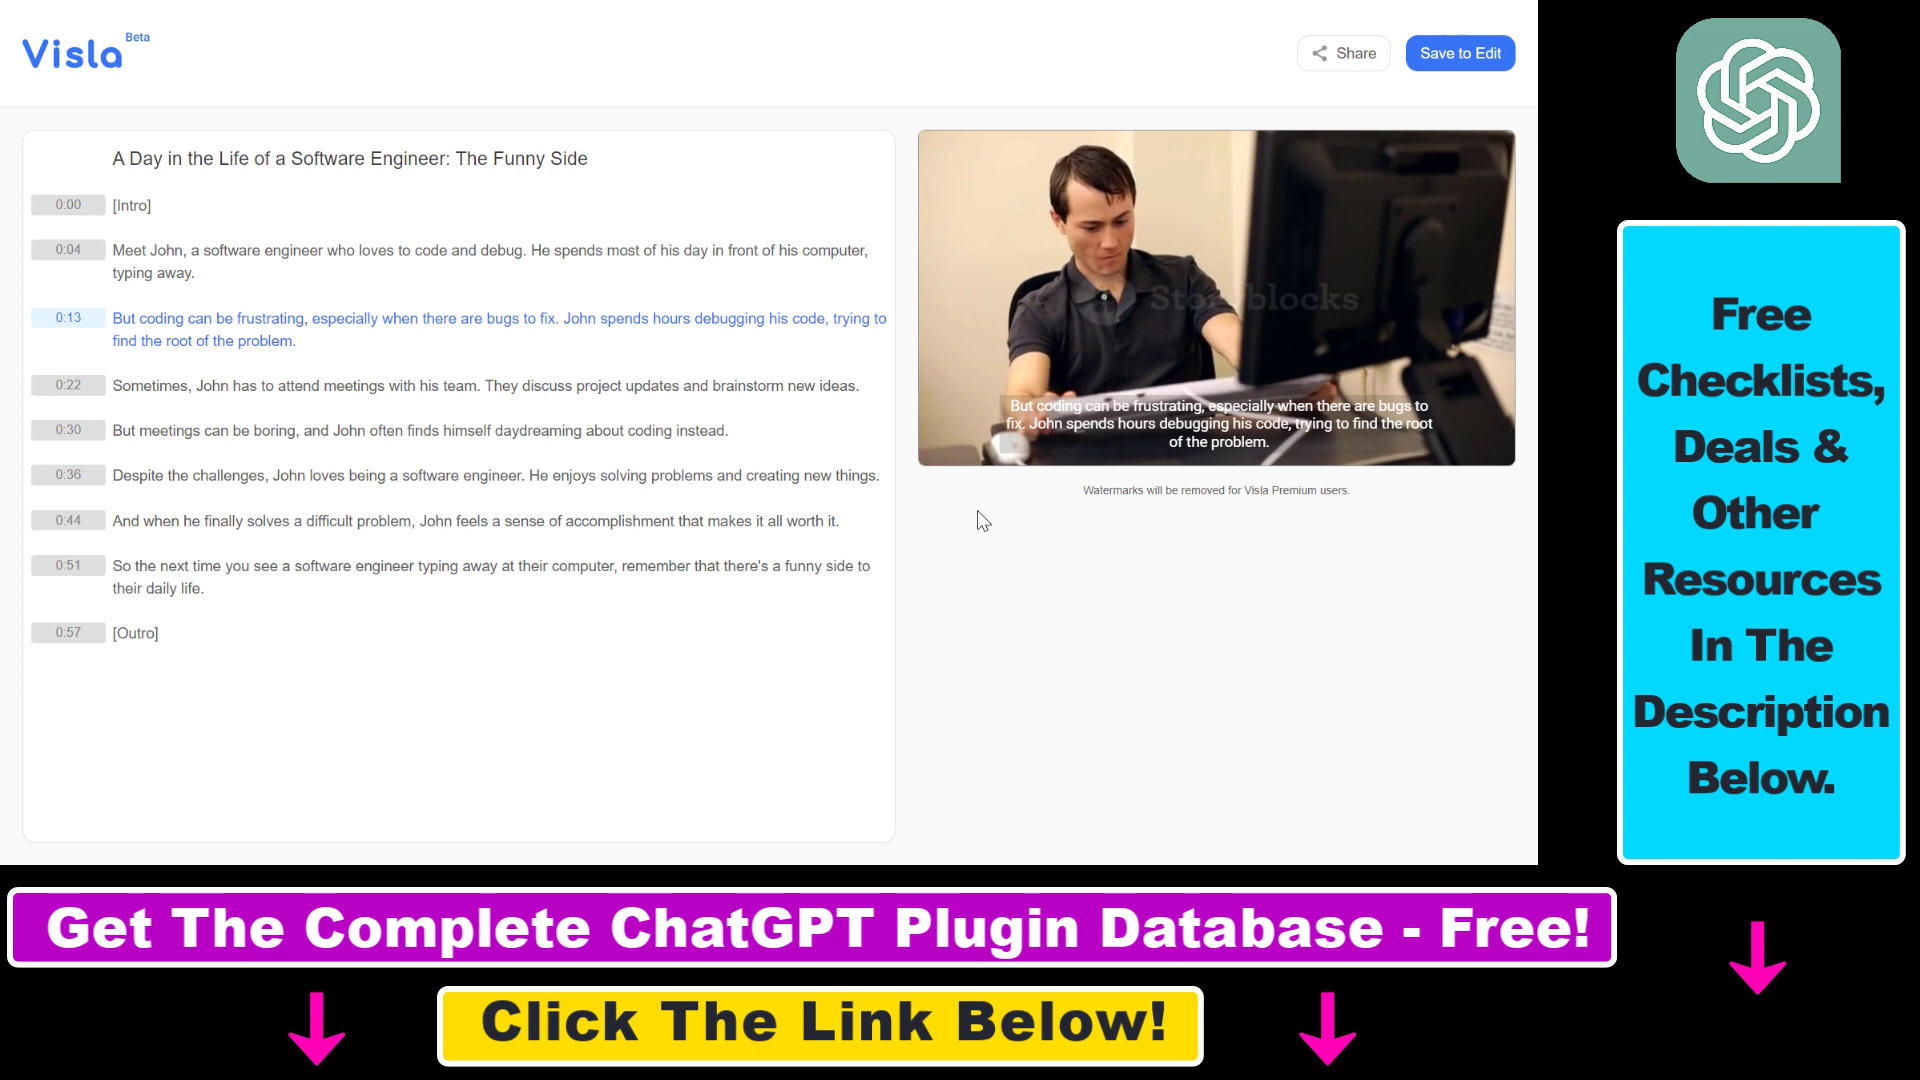 Visla Beta
Share
Save to Edit
A Day in the Life of a Software Engineer: The Funny Side
0:00 [Intro]
0:04 Meet John, a software engineer who loves to code and debug. He spends most of his day in front of his computer,
typing away.
0:13 But coding can be frustrating, especially when there are bugs to fix. John spends hours debugging his code, trying to
find the root of the problem.
0:22 Sometimes, John has to attend meetings with his team. They discuss project updates and brainstorm new ideas.
0:30 But meetings can be boring, and John often finds himself daydreaming about coding instead.
0:36 Despite the challenges, John loves being a software engineer. He enjoys solving problems and creating new things.
0:44 And when he finally solves a difficult problem, John feels a sense of accomplishment that makes it all worth it.
0:51 So the next time you see a software engineer typing away at their computer, remember that there's a funny side to
their daily life.
0:57 [Outro]
Storyblocks
But coding can be frustrating, especially when there are bugs to
fix. John spends hours debugging his code, trying to find the root
of the problem.
Watermarks will be removed for Visla Premium users.
Free
Checklists,
Deals &
Other
Resources
In The
Description
Below.
Get The Complete ChatGPT Plugin Database - Free!
Click The Link Below!